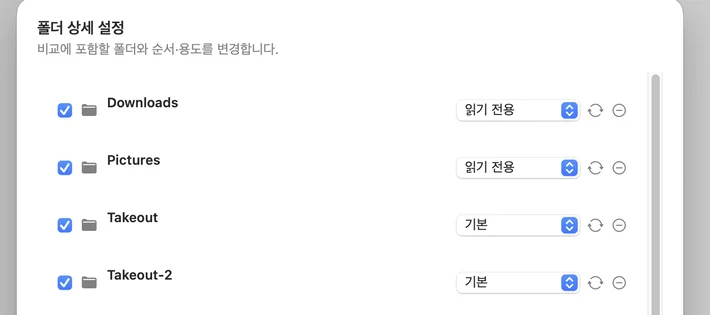 폴더 상세 설정
비교에 포함할 폴더와 순서·용도를 변경합니다.
Downloads
읽기 전용
Pictures
읽기 전용
Takeout
기본
Takeout-2
기본